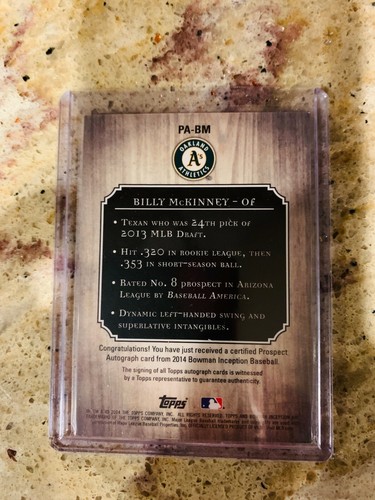 PA-BM
OAKLAND
A's
ATHLETICS
BILLY McKINNEY – OF
• TEXAN WHO WAS 24TH PICK OF
2013 MLB DRAFT.
• HIT .320 IN ROOKIE LEAGUE, THEN
.353 IN SHORT-SEASON BALL.
• RATED NO. 8 PROSPECT IN ARIZONA
LEAGUE BY BASEBALL AMERICA.
• DYNAMIC LEFT-HANDED SWING AND
SUPERLATIVE INTANGIBLES.
Congratulations! You have just received a certified Prospect
Autograph card from 2014 Bowman Inception Baseball.
The signing of all Topps autograph cards is witnessed
by a Topps representative to guarantee authenticity.
Topps